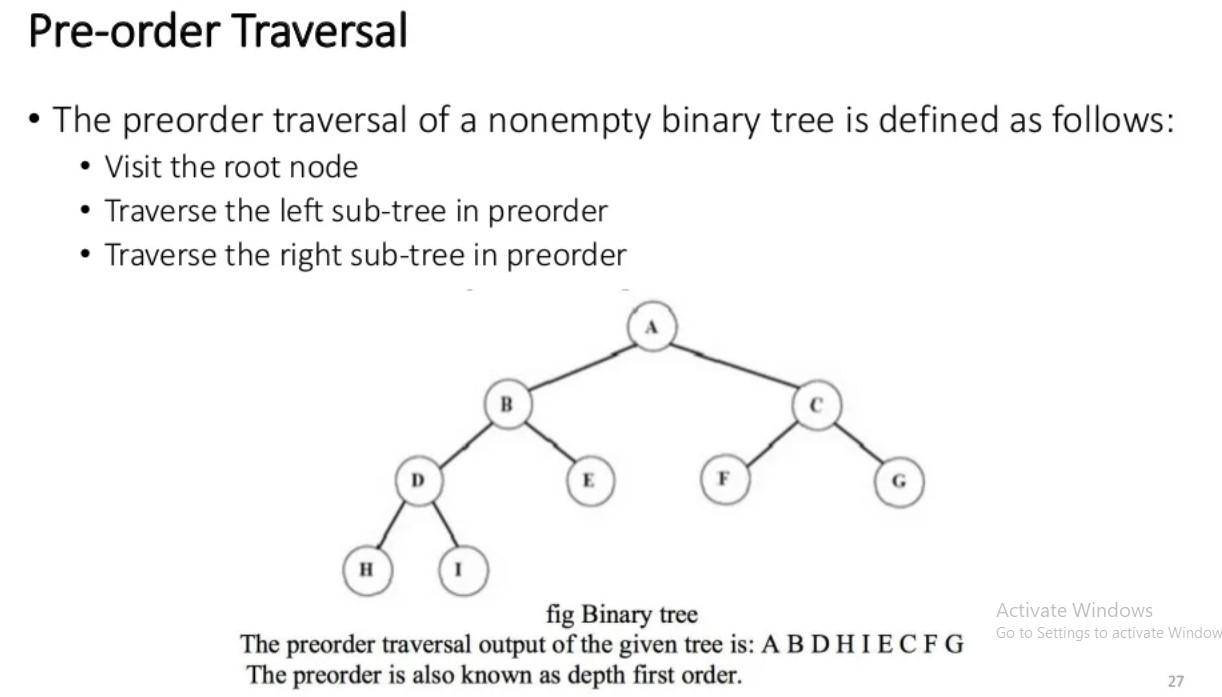 Pre-order Traversal
• The preorder traversal of a nonempty binary tree is defined as follows:
• Visit the root node
• Traverse the left sub-tree in preorder
• Traverse the right sub-tree in preorder
A
B
C
D
E
F
G
H
I
fig Binary tree
The preorder traversal output of the given tree is: A B D H I E C F G
The preorder is also known as depth first order.
Activate Windows
Go to Settings to activate Window
27